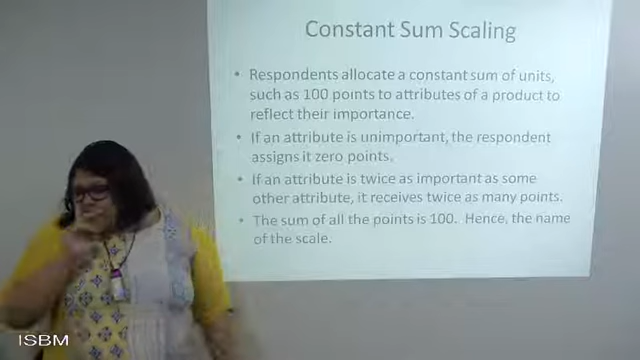 Constant Sum Scaling
• Respondents allocate a constant sum of units,
such as 100 points to attributes of a product to
reflect their importance.
• If an attribute is unimportant, the respondent
assigns it zero points.
• If an attribute is twice as important as some
other attribute, it receives twice as many points.
• The sum of all the points is 100. Hence, the name
of the scale.
ISBM